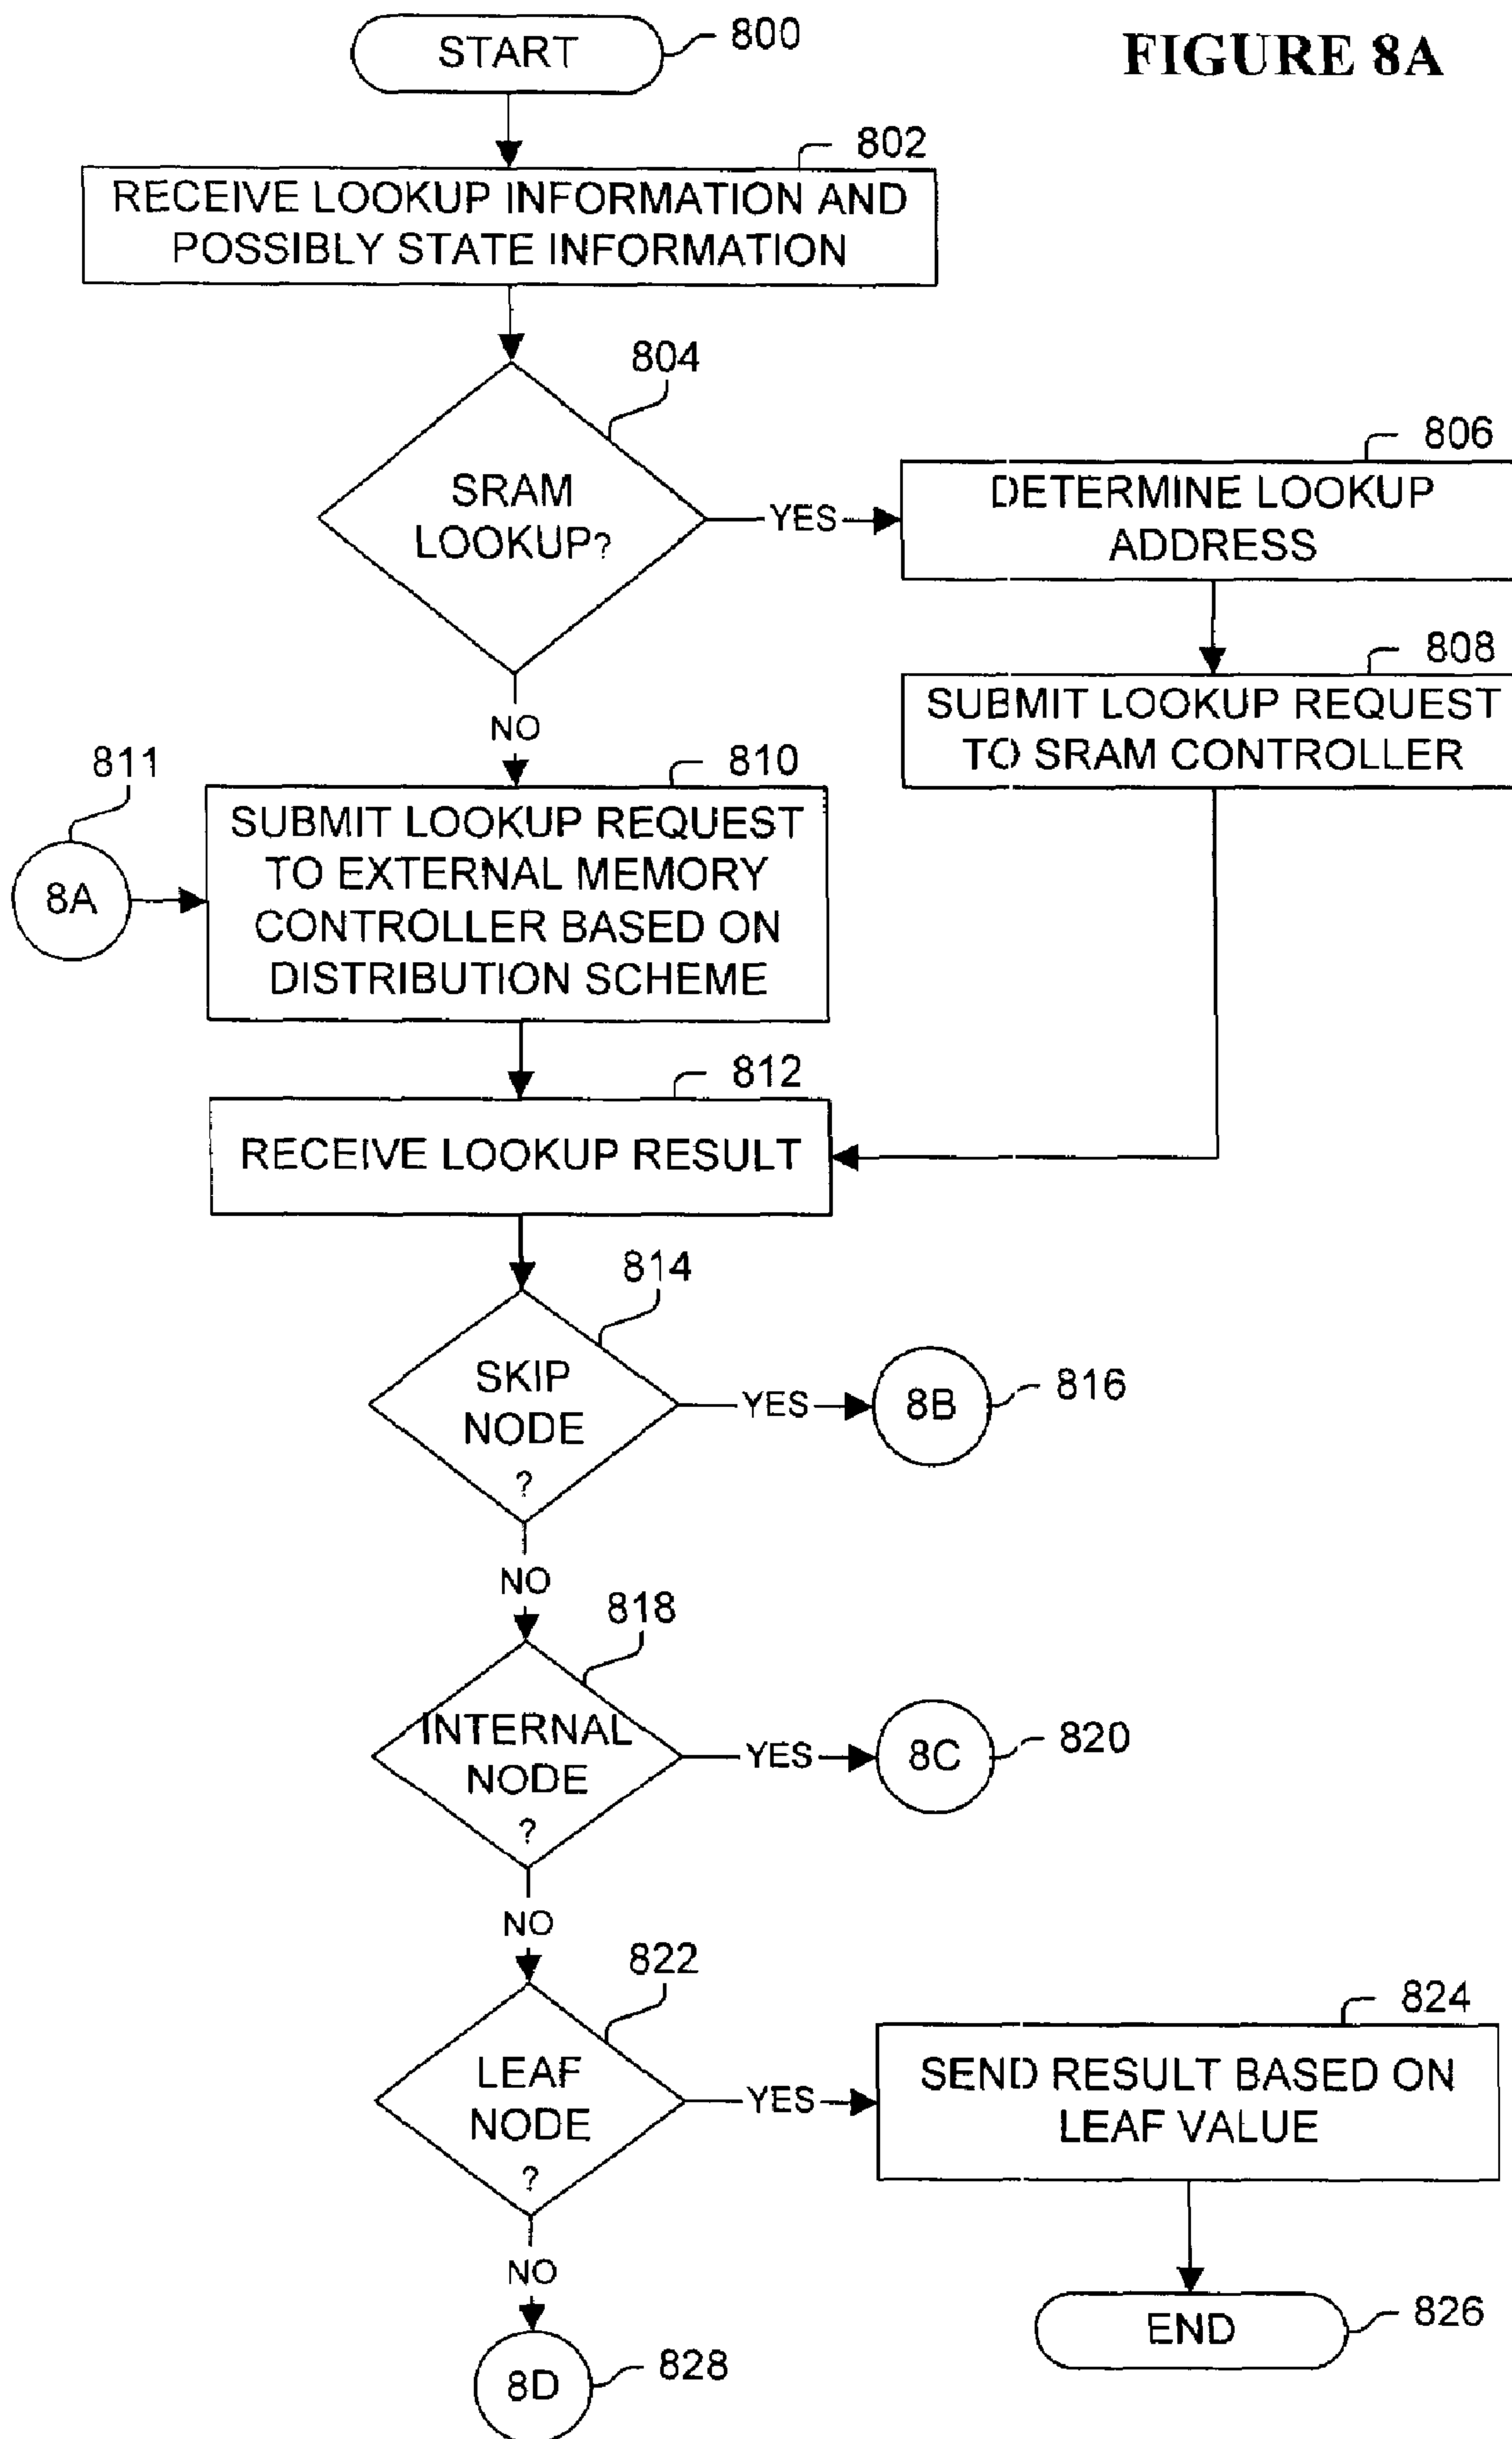 START
800
FIGURE 8A
802
RECEIVE LOOKUP INFORMATION AND
POSSIBLY STATE INFORMATION
804
SRAM
LOOKUP?
YES
806
DETERMINE LOOKUP
ADDRESS
808
SUBMIT LOOKUP REQUEST
TO SRAM CONTROLLER
NO
811
8A
810
SUBMIT LOOKUP REQUEST
TO EXTERNAL MEMORY
CONTROLLER BASED ON
DISTRIBUTION SCHEME
812
RECEIVE LOOKUP RESULT
814
SKIP
NODE
?
YES
8B
816
NO
818
INTERNAL
NODE
?
YES
8C
820
NO
822
LEAF
NODE
?
YES
824
SEND RESULT BASED ON
LEAF VALUE
NO
END
826
8D
828